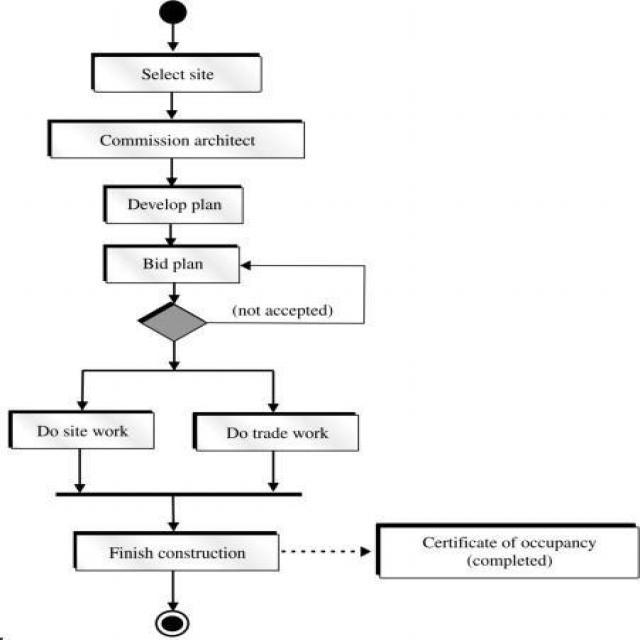 Select site
Commission architect
Develop plan
Bid plan
(not accepted)
Do site work
Do trade work
Finish construction
Certificate of occupancy
(completed)